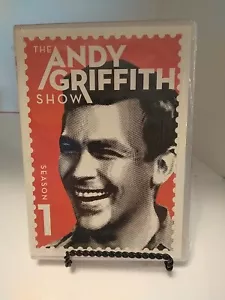 THE
ANDY
GRIFFITH
SHOW
SEASON
1